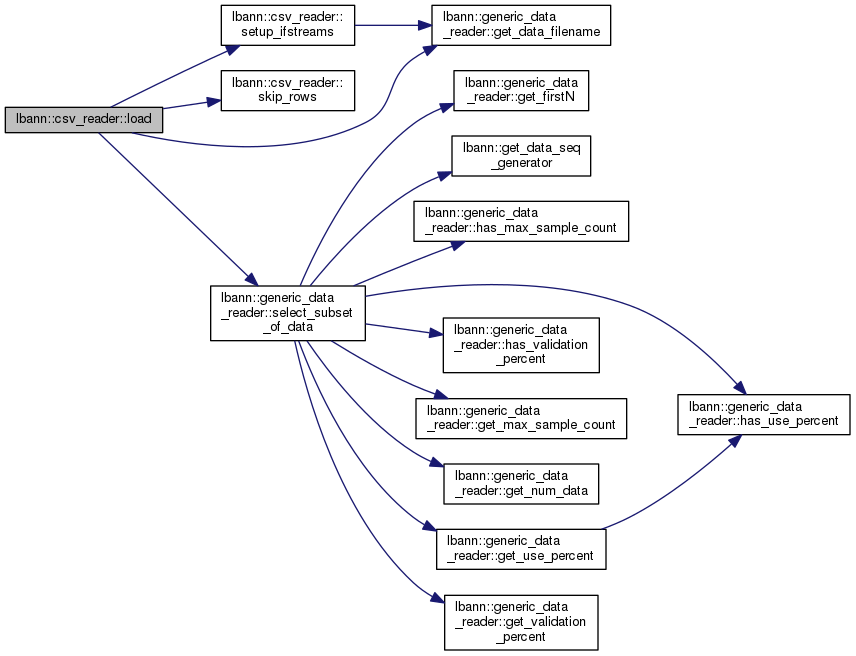 lbann::csv_reader::load
lbann::csv_reader::
setup_ifstreams
lbann::csv_reader::
skip_rows
lbann::generic_data
_reader::select_subset
_of_data
lbann::generic_data
_reader::get_data_filename
lbann::generic_data
_reader::get_firstN
lbann::get_data_seq
_generator
lbann::generic_data
_reader::has_max_sample_count
lbann::generic_data
_reader::has_validation
_percent
lbann::generic_data
_reader::get_max_sample_count
lbann::generic_data
_reader::get_num_data
lbann::generic_data
_reader::get_use_percent
lbann::generic_data
_reader::get_validation
_percent
lbann::generic_data
_reader::has_use_percent